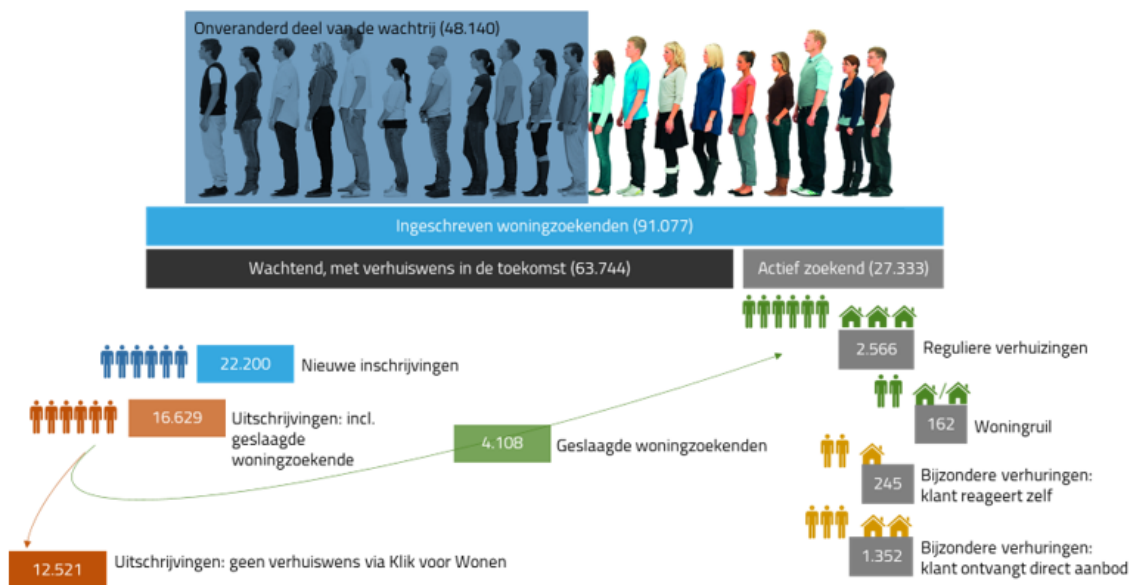 Onveranderd deel van de wachtrij (48.140)
Ingeschreven woningzoekenden (91.077)
Wachtend, met verhuiswens in de toekomst (63.744)
Actief zoekend (27.333)
2.566
Reguliere verhuizingen
22.200
Nieuwe inschrijvingen
16.629
Uitschrijvingen: incl.
geslaagde
woningzoekende
4.108
Geslaagde woningzoekenden
162
Woningruil
245
Bijzondere verhuringen:
klant reageert zelf
12.521
Uitschrijvingen: geen verhuiswens via Klik voor Wonen
1.352
Bijzondere verhuringen:
klant ontvangt direct aanbod